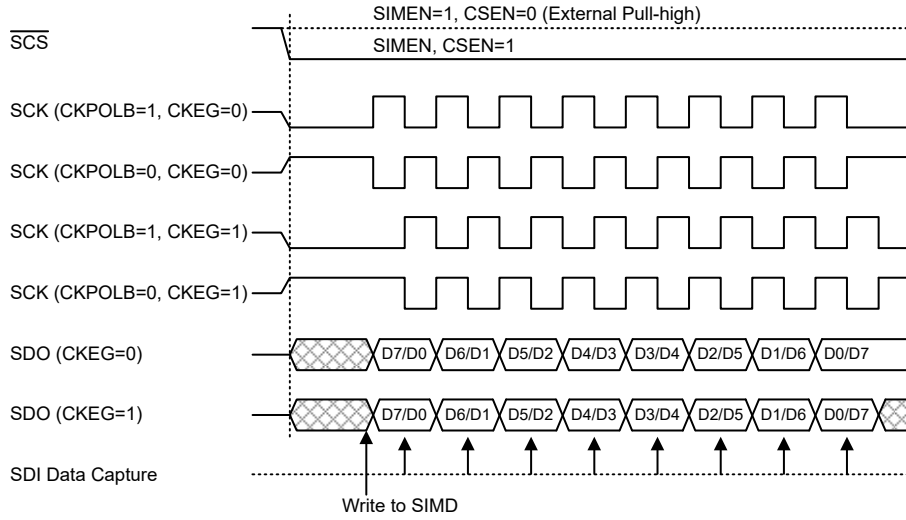 SIMEN=1, CSEN=0 (External Pull-high)
SCS
SIMEN, CSEN=1
SCK (CKPOLB=1, CKEG=0)
SCK (CKPOLB=0, CKEG=0)
SCK (CKPOLB=1, CKEG=1)
SCK (CKPOLB=0, CKEG=1)
SDO (CKEG=0) D7/D0 D6/D1 D5/D2 D4/D3 D3/D4 D2/D5 D1/D6 D0/D7
SDO (CKEG=1) D7/D0 D6/D1 D5/D2 D4/D3 D3/D4 D2/D5 D1/D6 D0/D7
SDI Data Capture
Write to SIMD